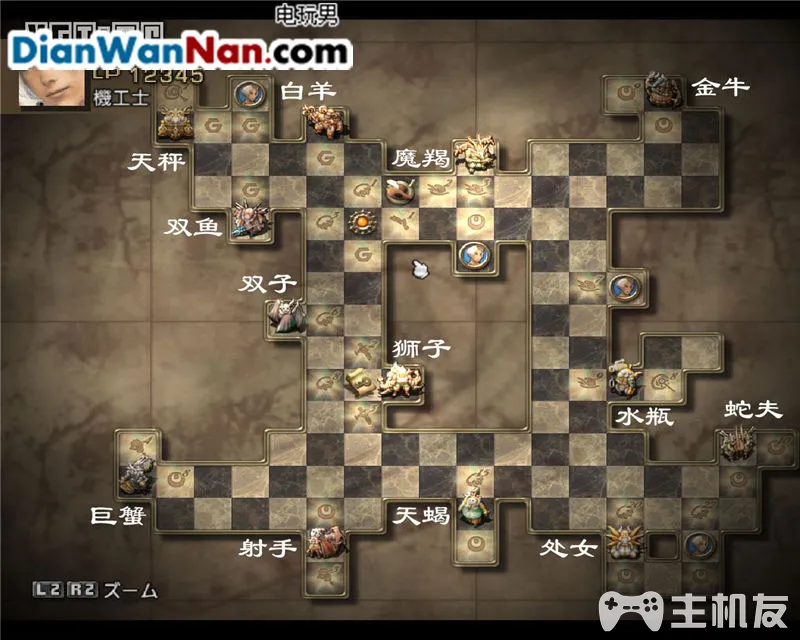 电玩男
DianWanNan.com
LP 12345
機工士
白羊
金牛
天秤
魔羯
双鱼
双子
狮子
水瓶
蛇夫
巨蟹
天蝎
射手
处女
L2 R2 ズーム
主机友